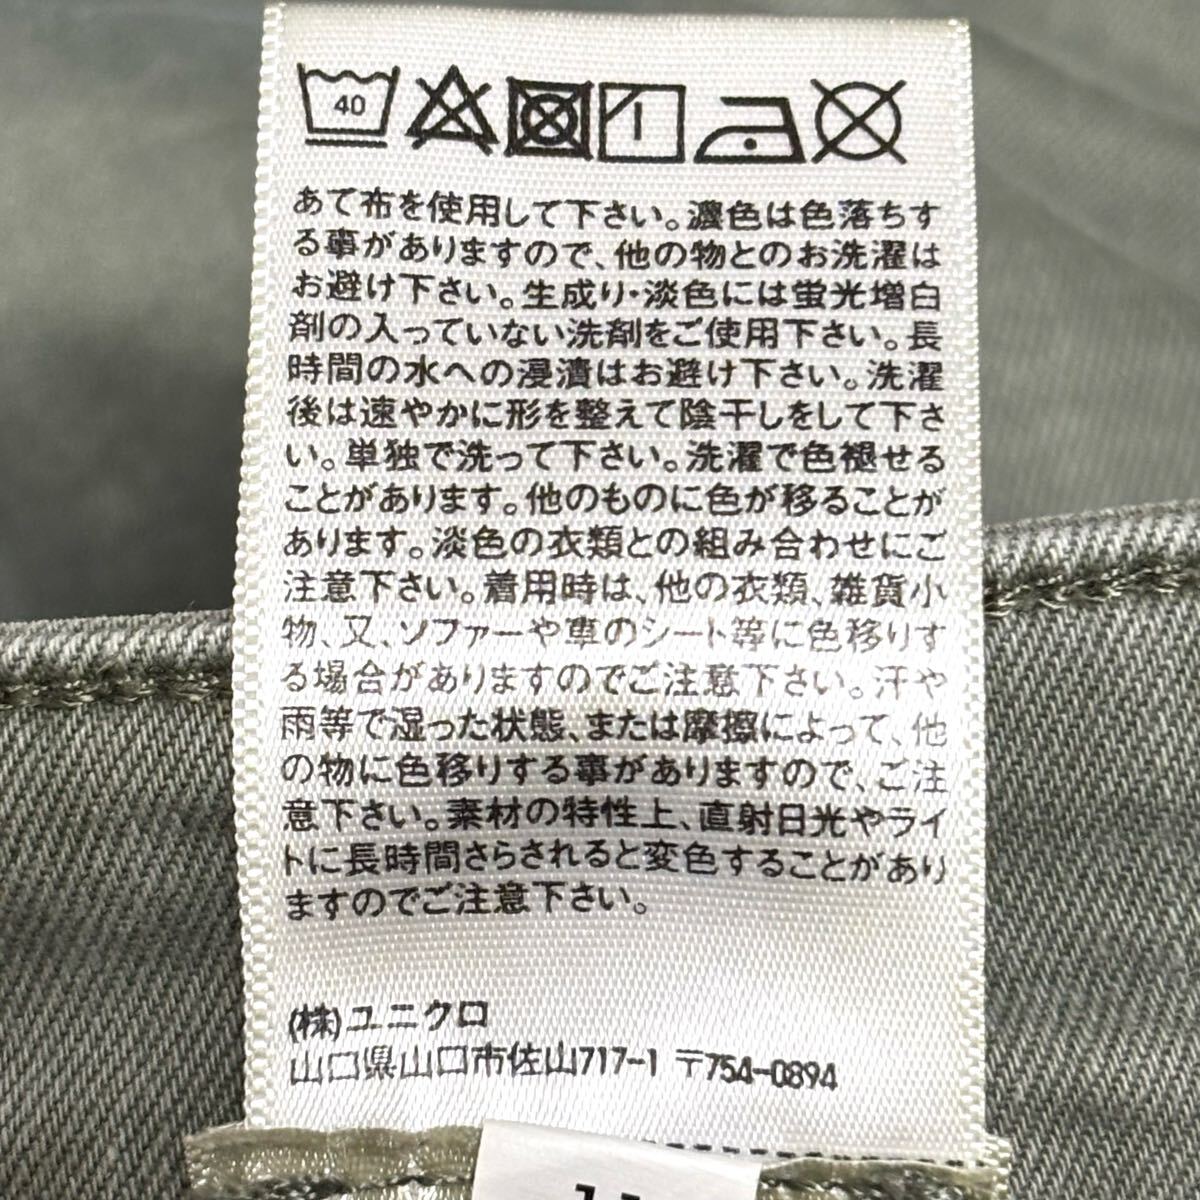 40
あて布を使用して下さい。濃色は色落ちす
る事がありますので、他の物とのお洗濯は
お避け下さい。生成り・淡色には蛍光増白
剤の入っていない洗剤をご使用下さい。長
時間の水への浸漬はお避け下さい。洗濯
後は速やかに形を整えて陰干しをして下さ
い。単独で洗って下さい。洗濯で色褪せる
ことがあります。他のものに色が移ることが
あります。淡色の衣類との組み合わせにご
注意下さい。着用時は、他の衣類、雑貨小
物、又、ソファーや車のシート等に色移りす
る場合がありますのでご注意下さい。汗や
雨等で湿った状態、または摩擦によって、他
の物に色移りする事がありますので、ご注
意下さい。素材の特性上、直射日光やライ
トに長時間さらされると変色することがあり
ますのでご注意下さい。
(株)ユニクロ
山口県山口市佐山717-1 〒754-0894